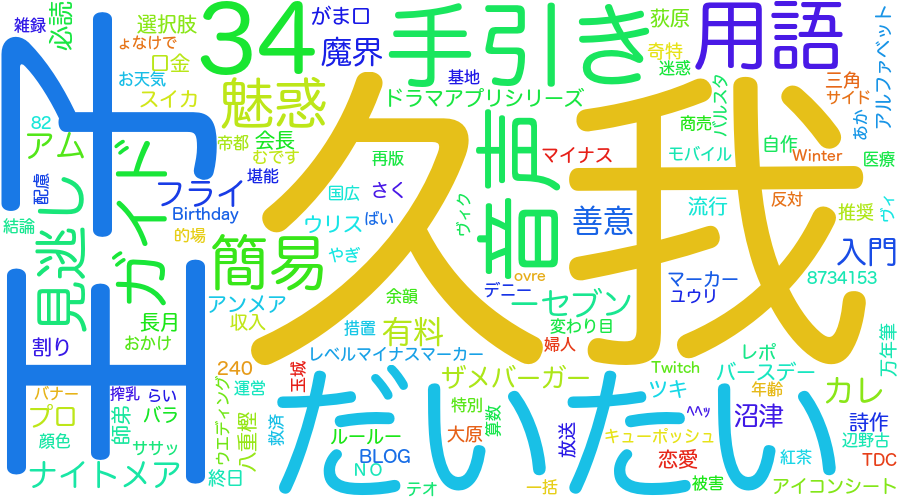 雑録
必読
選択肢
34
がま口
手引き
用語
アルファベット
ょなけで
口金
魔界
荻原
奇特
お天気
スイカ
魅惑
基地
迷惑
ドラマアプリシリーズ
バルスタ
三角
サイド
あか
82
アム
帝都
会長
むです
久我
商売。
自作
配慮
見逃し
ガイド
フライ
堪能
再版
音声
マイナス
モバイル
Winter
医療
国広
さく
Birthday
ウリス
ばい
ヴィク
善意
流行
反対
推奨
ヴィ
結論
的場
簡易
やぎ
ovre
入門
アンメア
余韻
デニー
ーセブン
マーカー
ユウリ
8734153
長月
収入
措置
有料
変わり目
おかけ
割り
レベルマイナスマーカー
婦人
レポ
万年筆
240
玉城
ザメバーガー
Twitch
バースデー
エロ子
バナー
搾乳
らい
ウエディング
運営
だいたい
特別
ツキ
年齢
カレ
プロ
バラ
師弟
八重樫
救済
算数
ヘヘッ
沼津
詩作
顔色
ササッ
ルールー
大原
放送
キューポッシュ
辺野古
ナイトメア
終日
BLOG
NO
恋愛
紅茶
TDC
テオ
一括
被害
アイコンシート